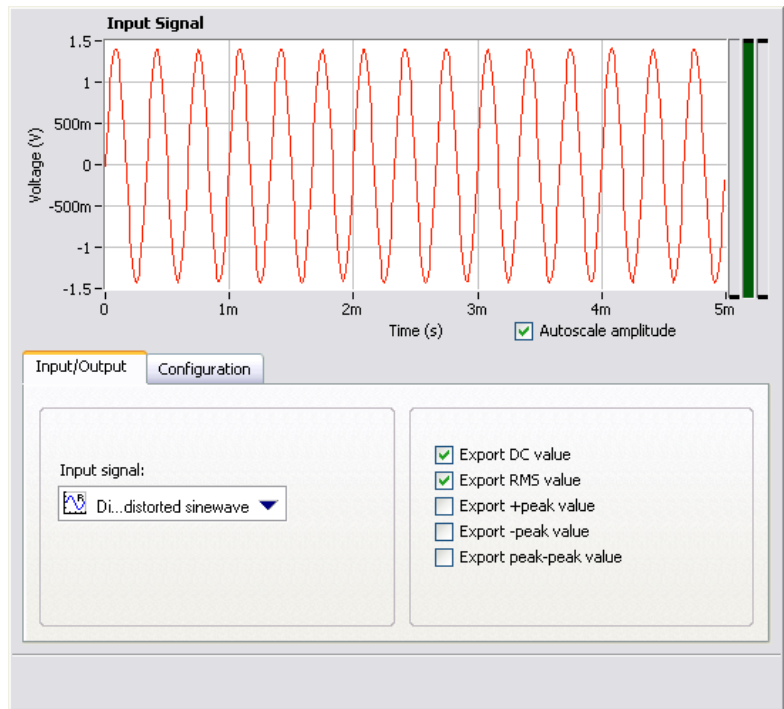 Input Signal
1.5
1
500m
0
-500m
-1
-1.5
Voltage (V)
0 1m 2m 3m 4m 5m
Time (s)
Autoscale amplitude
Input/Output
Configuration
Input signal:
R
Di...distorted sinewave
Export DC value
Export RMS value
Export +peak value
Export -peak value
Export peak-peak value